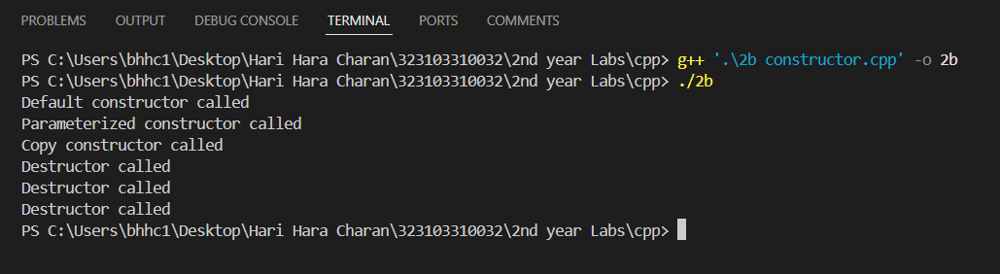 PROBLEMS OUTPUT DEBUG CONSOLE TERMINAL PORTS COMMENTS
PS C:\Users\bhhc1\Desktop\Hari Hara Charan\323103310032\2nd year Labs\cpp> g++ '.\2b constructor.cpp' -o 2b
PS C:\Users\bhhc1\Desktop\Hari Hara Charan\323103310032\2nd year Labs\cpp> ./2b
Default constructor called
Parameterized constructor called
Copy constructor called
Destructor called
Destructor called
Destructor called
PS C:\Users\bhhc1\Desktop\Hari Hara Charan\323103310032\2nd year Labs\cpp>